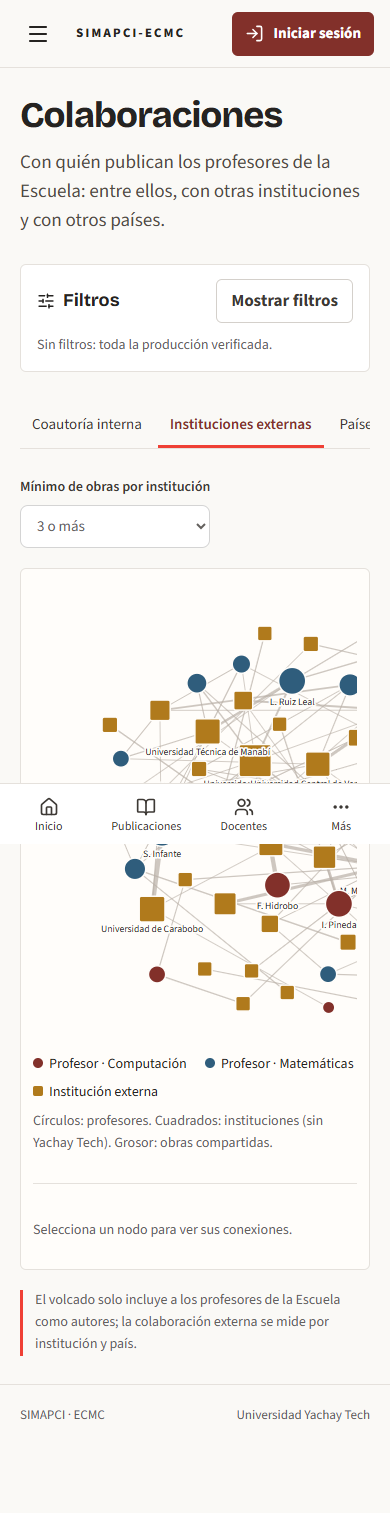 SIMAPCI-ECMC
Iniciar sesión
Colaboraciones
Con quién publican los profesores de la
Escuela: entre ellos, con otras instituciones
y con otros países.
Filtros
Mostrar filtros
Sin filtros: toda la producción verificada.
Coautoría interna
Instituciones externas
Paíse
Mínimo de obras por institución
3 o más
L. Ruiz Leal
Universidad Técnica de Manabí
Inicio
Publicaciones
Docentes
Más
S. Infante
F. Hidrobo
I. Pineda
Universidad de Carabobo
Profesor · Computación
Profesor · Matemáticas
Institución externa
Círculos: profesores. Cuadrados: instituciones (sin
Yachay Tech). Grosor: obras compartidas.
Selecciona un nodo para ver sus conexiones.
El volcado solo incluye a los profesores de la Escuela
como autores; la colaboración externa se mide por
institución y país.
SIMAPCI · ECMC
Universidad Yachay Tech